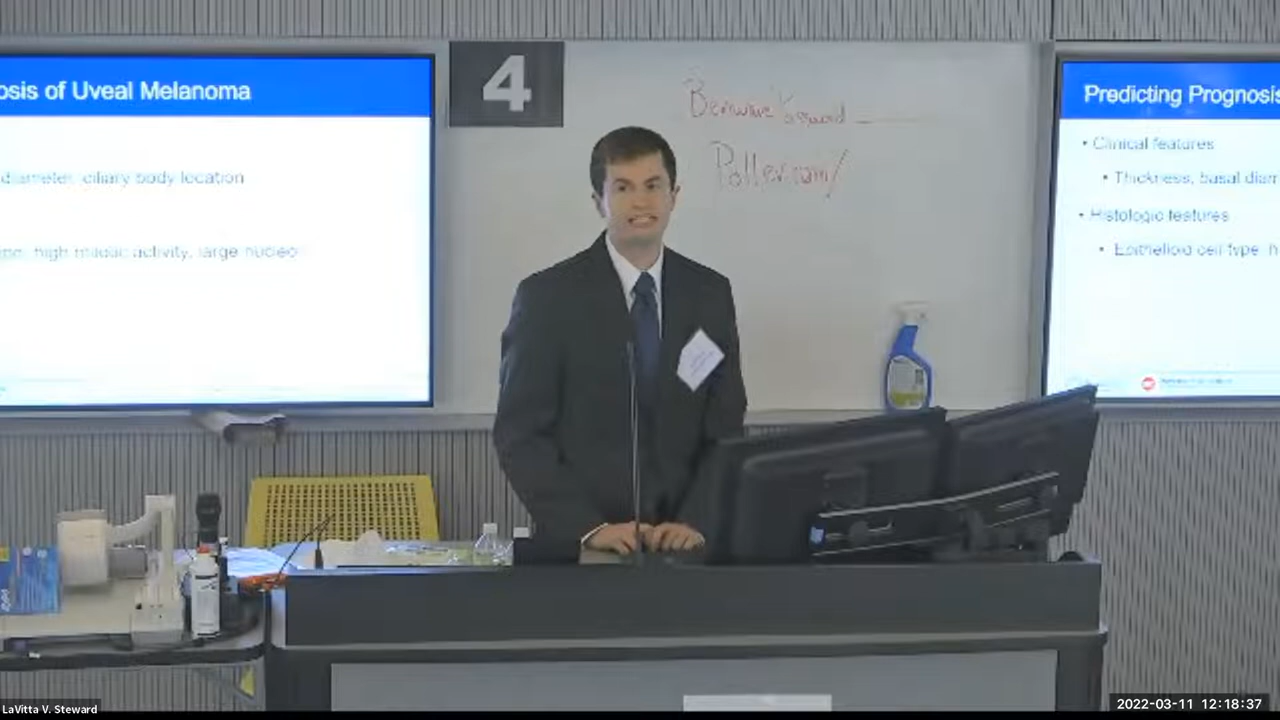 osis of Uveal Melanoma
diameter, ciliary body location
high mitotic activity, large nucleo
4
Predicting Prognosis
• Clinical features
• Thickness, basal diam
• Histologic features
• Epithelioid cell type, h
LaVitta V. Steward
2022-03-11 12:18:37